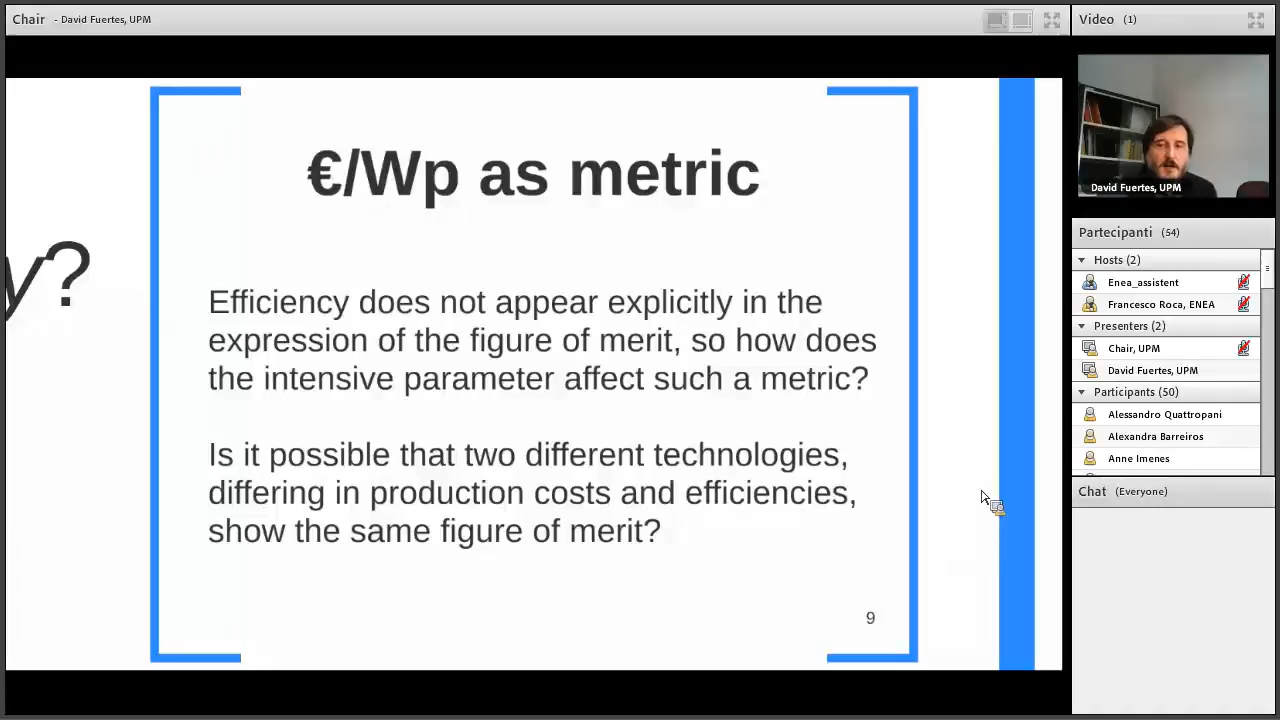 Chair - David Fuertes, UPM
y?
€/Wp as metric
Efficiency does not appear explicitly in the
expression of the figure of merit, so how does
the intensive parameter affect such a metric?
Is it possible that two different technologies,
differing in production costs and efficiencies,
show the same figure of merit?
9
Video (1)
David Fuertes, UPM
Partecipanti (54)
Hosts (2)
Enea_assistent
Francesco Roca, ENEA
Presenters (2)
Chair, UPM
David Fuertes, UPM
Participants (50)
Alessandro Quattropani
Alexandra Barreiros
Anne Imenes
Chat (Everyone)